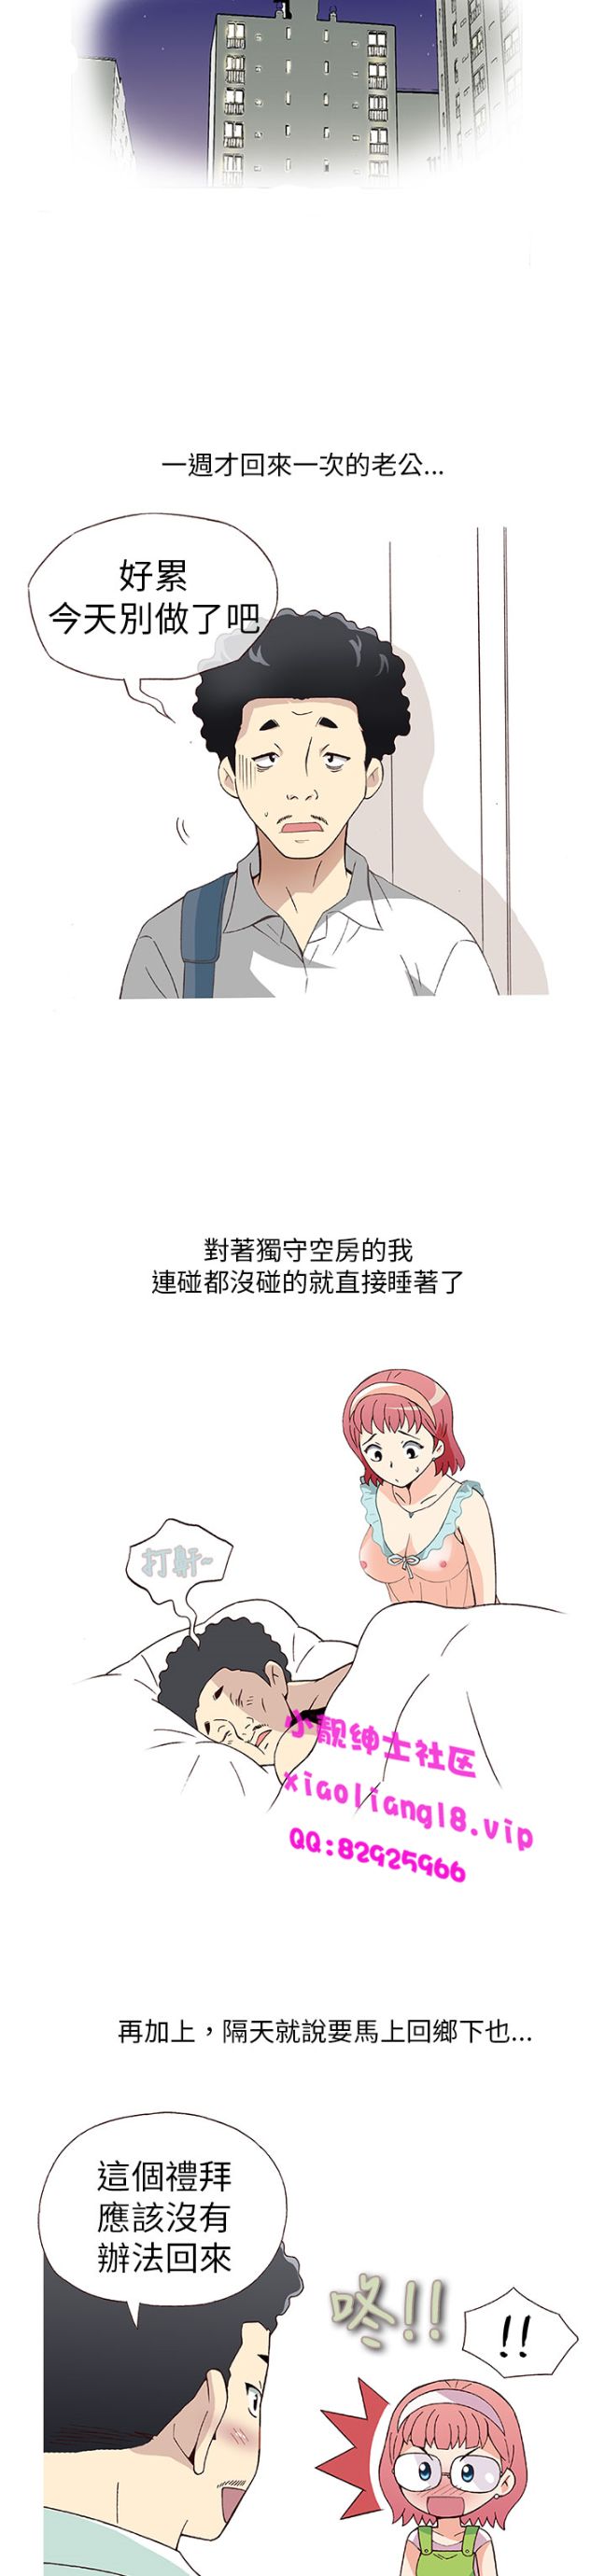 一週才回來一次的老公...
好累
今天別做了吧
對著獨守空房的我
連碰都沒碰的就直接睡著了
打鼾~
小靓绅士社区
xiaoliang18.vip
QQ:82925966
再加上，隔天就說要馬上回鄉下也...
這個禮拜
應該沒有
辦法回來
咚!!
!!